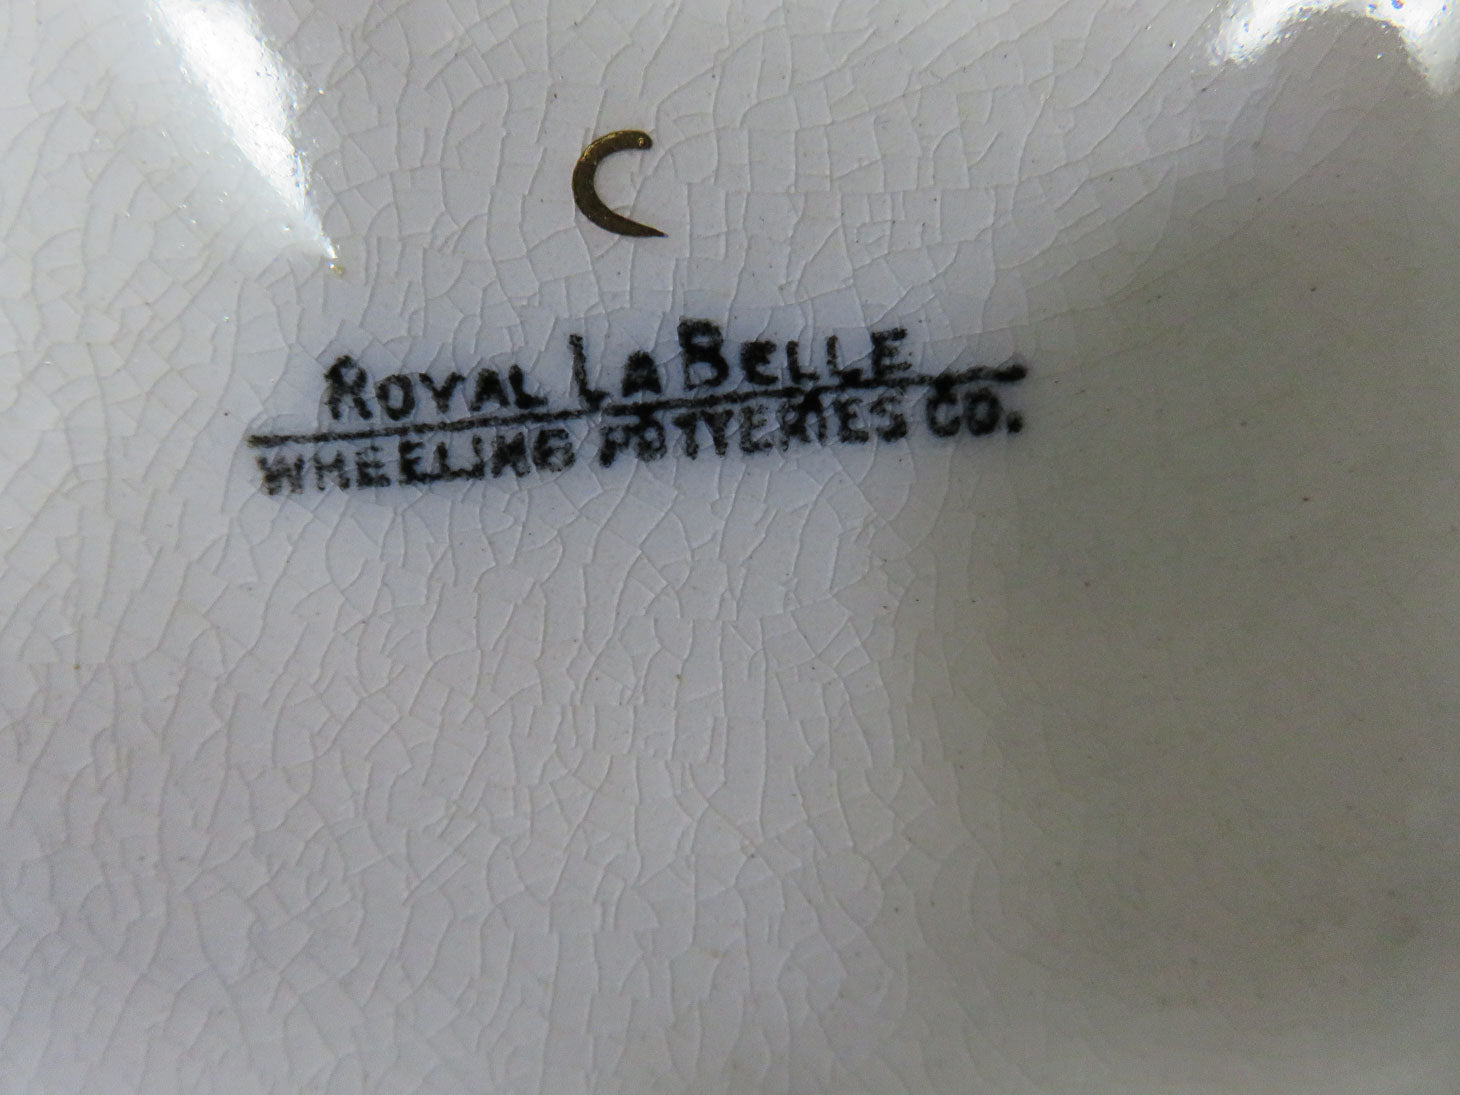 C
ROYAL LA BELLE
WHEELING POTTERIES CO.